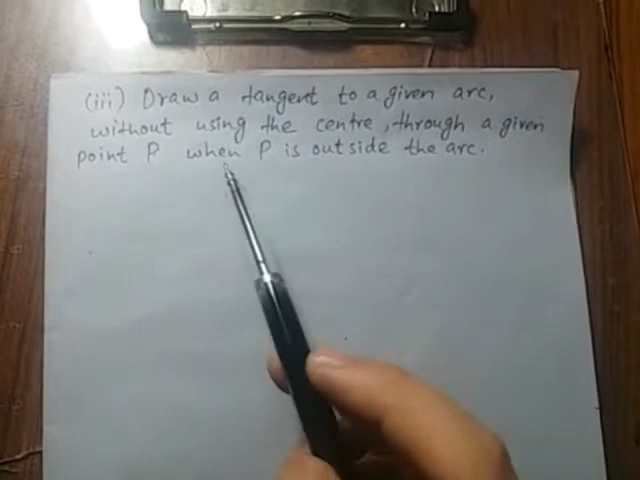 (iii) Draw a tangent to a given arc,
without using the centre, through a given
point P when P is outside the arc.